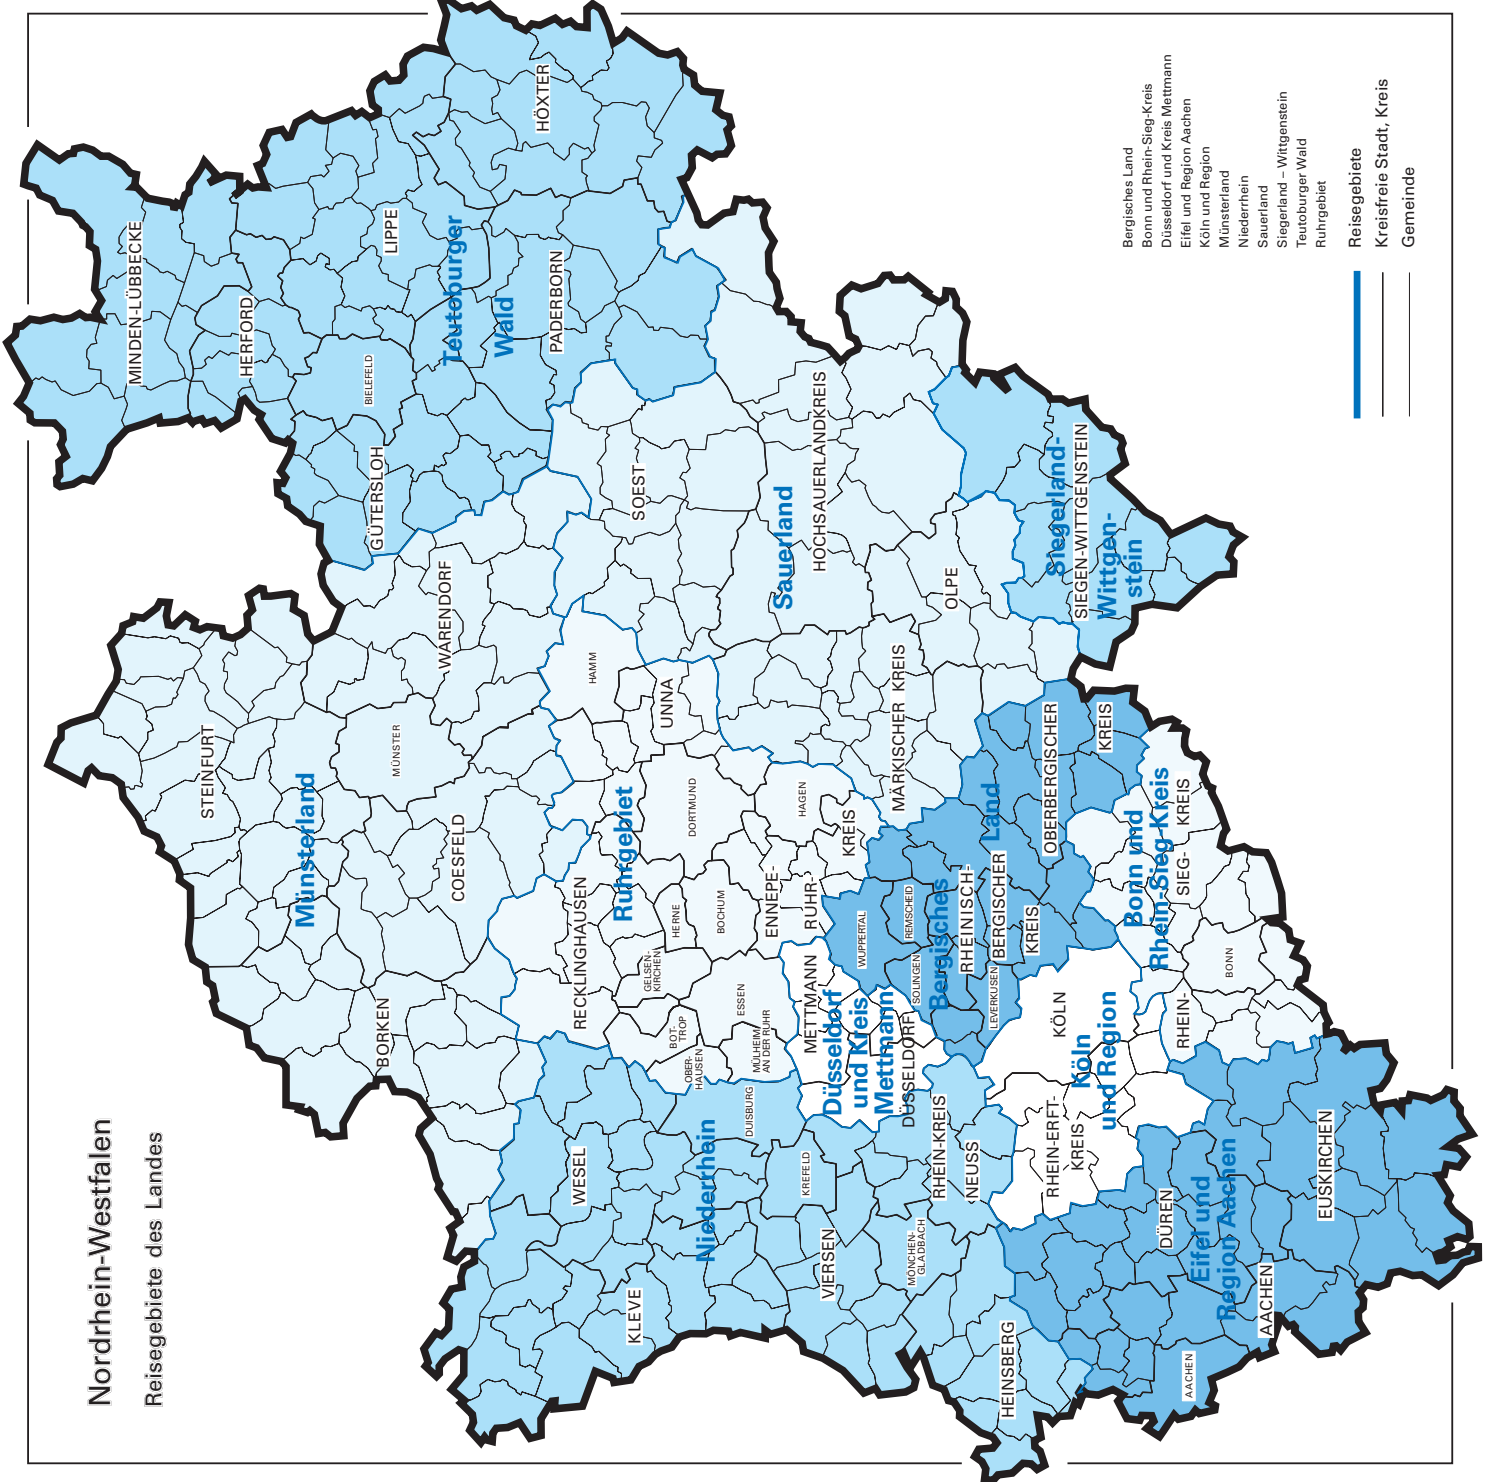 Nordrhein-Westfalen
Reisegebiete des Landes
STEINFURT
Münsterland
BORKEN
MÜNSTER
COESFELD
WARENDORF
MINDEN-LÜBBECKE
HERFORD
BIELEFELD
GÜTERSLOH
LIPPE
Teutoburger
Wald
PADERBORN
HÖXTER
KLEVE
WESEL
Niederrhein
DUISBURG
KREFELD
VIERSEN
MÖNCHEN-
GLADBACH
RHEIN-KREIS
NEUSS
HEINSBERG
RECKLINGHAUSEN
Ruhrgebiet
BOT-
TROP
OBER-
HAUSEN
GELSEN-
KIRCHEN
HERNE
ESSEN
MÜLHEIM
AN DER RUHR
BOCHUM
DORTMUND
HAMM
UNNA
HAGEN
ENNEPE-
RUHR-
KREIS
SOEST
Sauerland
HOCHSAUERLANDKREIS
MÄRKISCHER KREIS
OLPE
Siegerland-
SIEGEN-WITTGENSTEIN
Wittgen-
stein
METTMANN
Düsseldorf
und Kreis
Mettmann
DÜSSELDORF
WUPPERTAL
REMSCHEID
SOLINGEN
Bergisches
Land
RHEINISCH-
BERGISCHER
KREIS
LEVERKUSEN
OBERBERGISCHER
KREIS
KÖLN
Köln
und Region
RHEIN-ERFT-
KREIS
Bonn und
Rhein-Sieg-Kreis
RHEIN-
SIEG-
KREIS
BONN
DÜREN
Eifel und
Region Aachen
AACHEN
AACHEN
EUSKIRCHEN
Bergisches Land
Bonn und Rhein-Sieg-Kreis
Düsseldorf und Kreis Mettmann
Eifel und Region Aachen
Köln und Region
Münsterland
Niederrhein
Sauerland
Siegerland – Wittgenstein
Teutoburger Wald
Ruhrgebiet
Reisegebiete
Kreisfreie Stadt, Kreis
Gemeinde